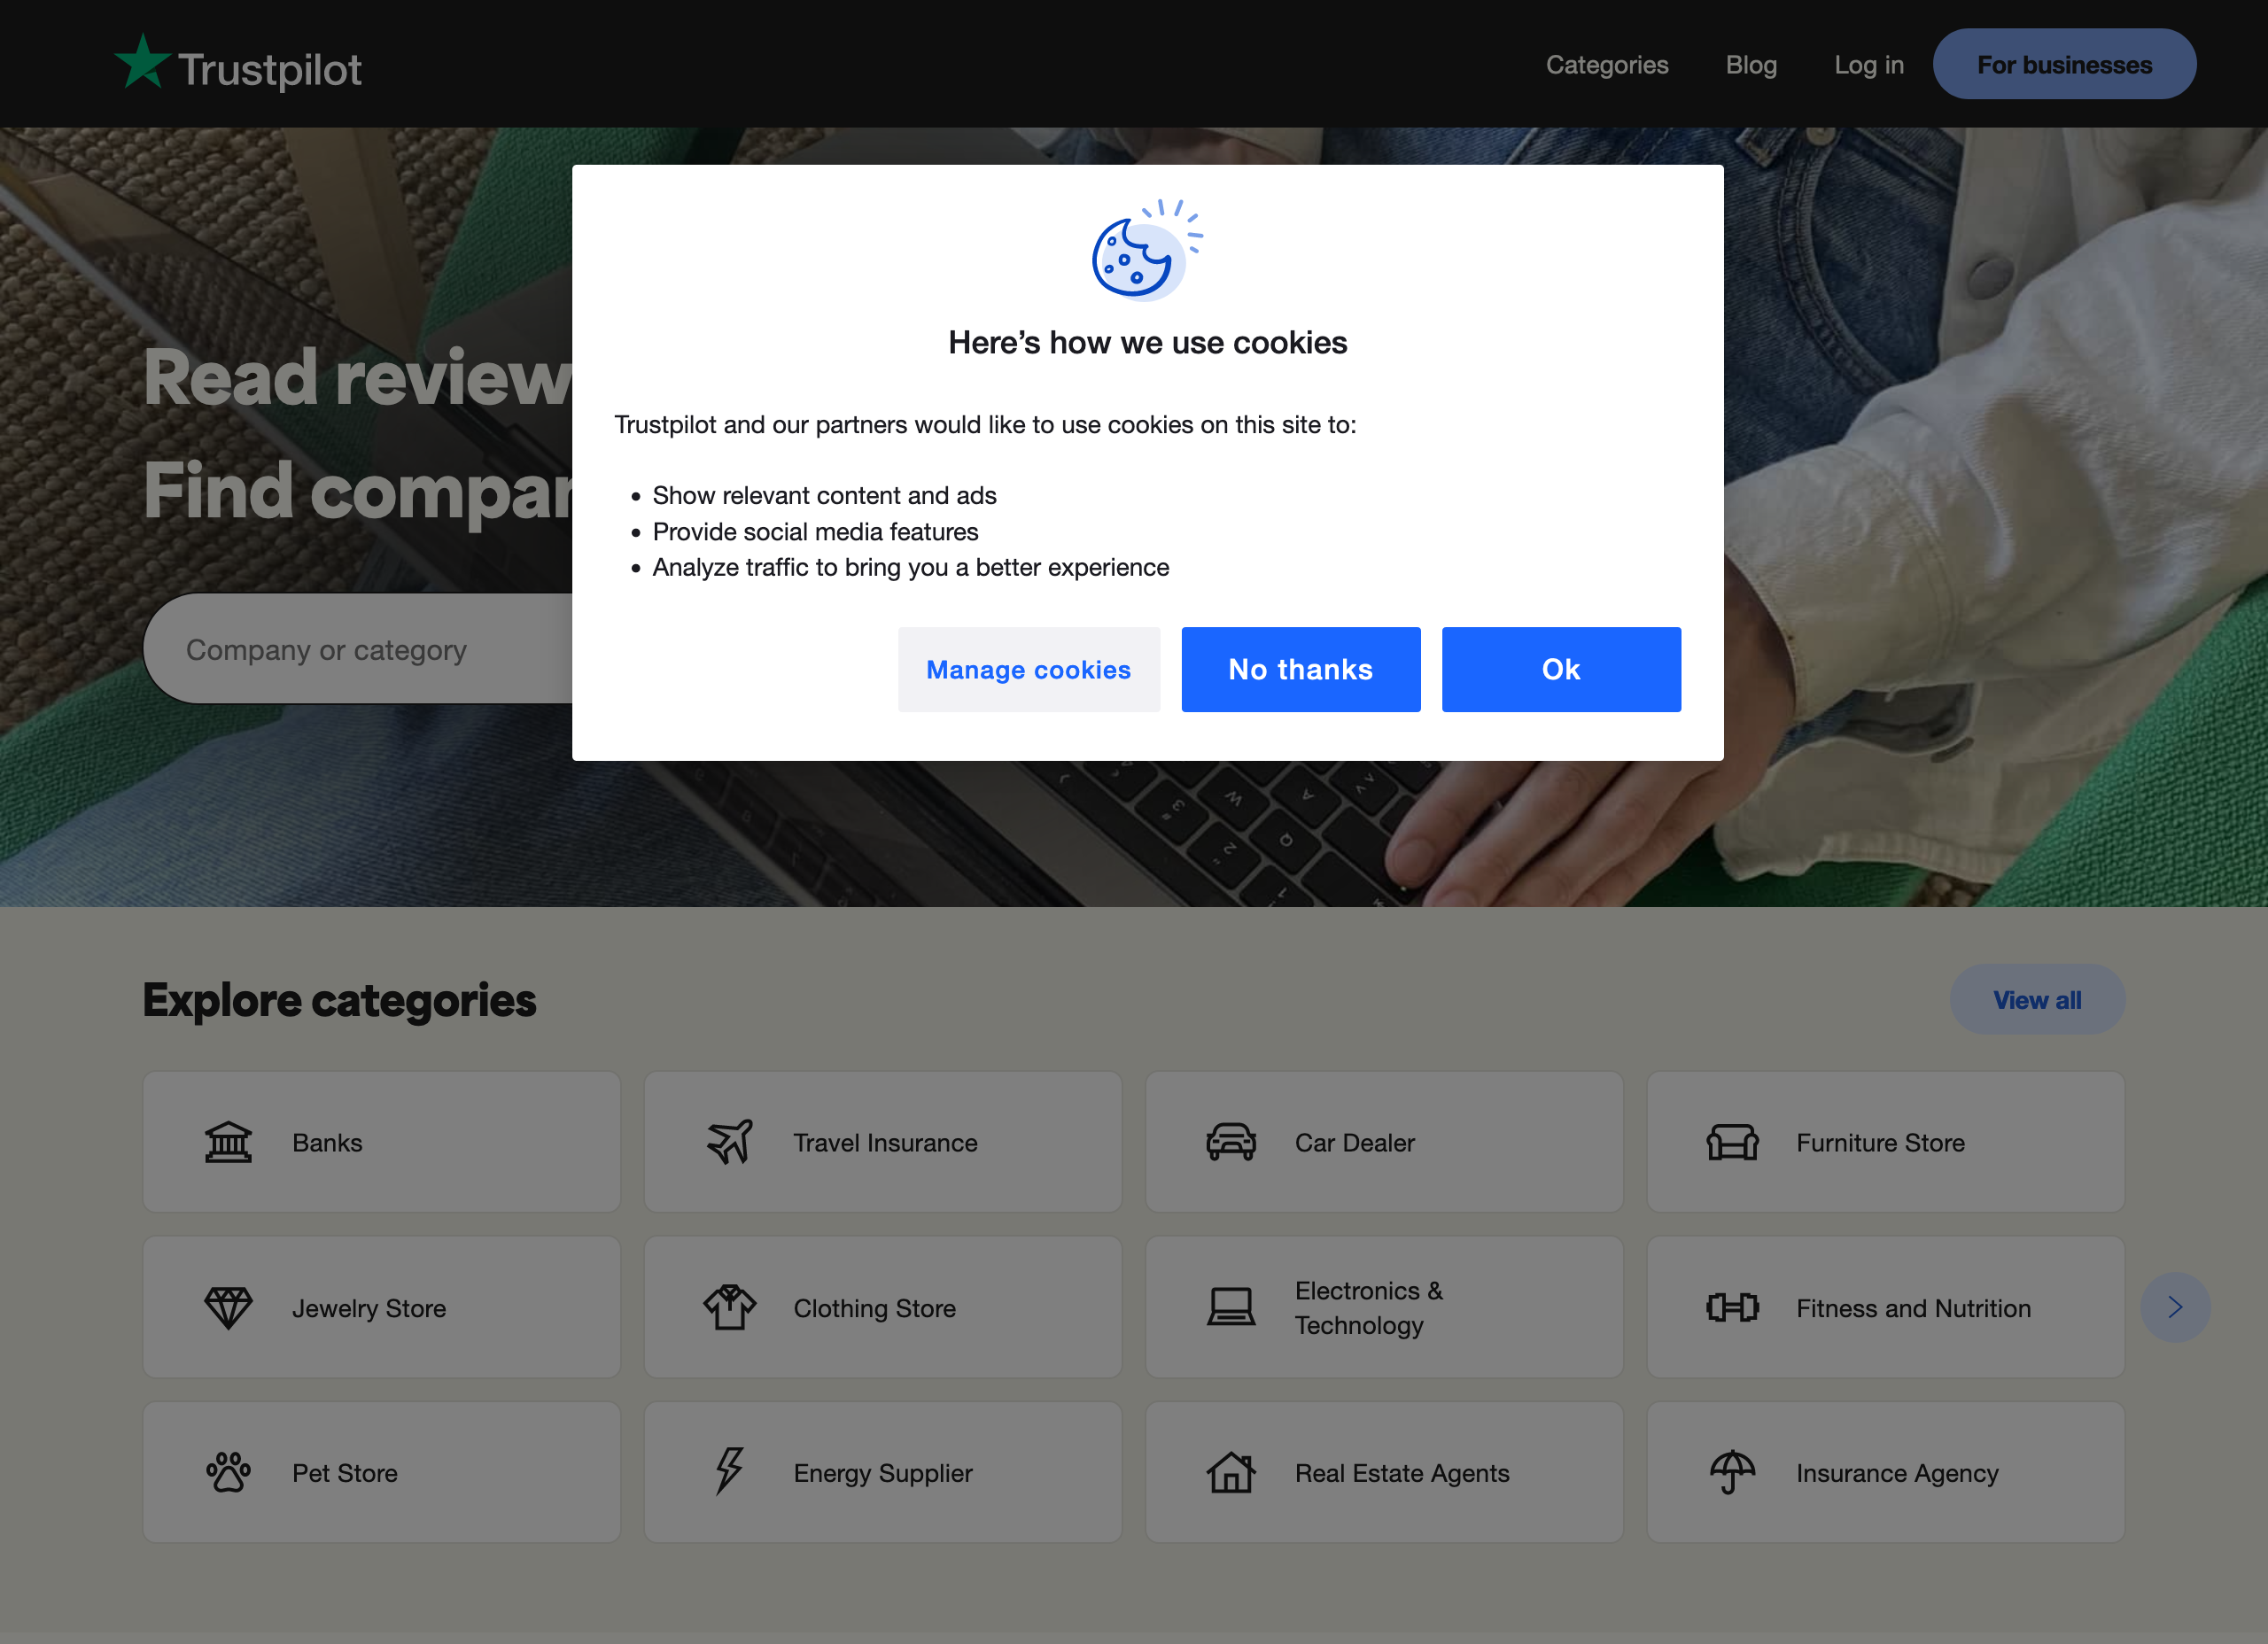 Trustpilot
Categories
Blog
Log in
For businesses
Read review
Find compar
Company or category
Here’s how we use cookies
Trustpilot and our partners would like to use cookies on this site to:
• Show relevant content and ads
• Provide social media features
• Analyze traffic to bring you a better experience
Manage cookies
No thanks
Ok
Explore categories
View all
Banks
Travel Insurance
Car Dealer
Furniture Store
Jewelry Store
Clothing Store
Electronics &
Technology
Fitness and Nutrition
Pet Store
Energy Supplier
Real Estate Agents
Insurance Agency